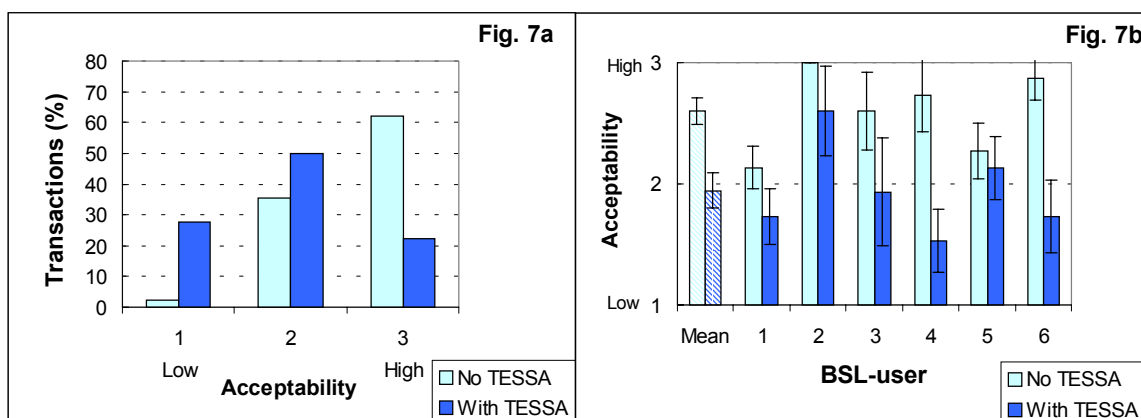 Fig. 7a
Transactions (%)
80
70
60
50
40
30
20
10
0
1 2 3
Low High
Acceptability
No TESSA
With TESSA
Fig. 7b
Acceptability
High 3
2
Low 1
Mean 1 2 3 4 5 6
BSL-user
No TESSA
With TESSA